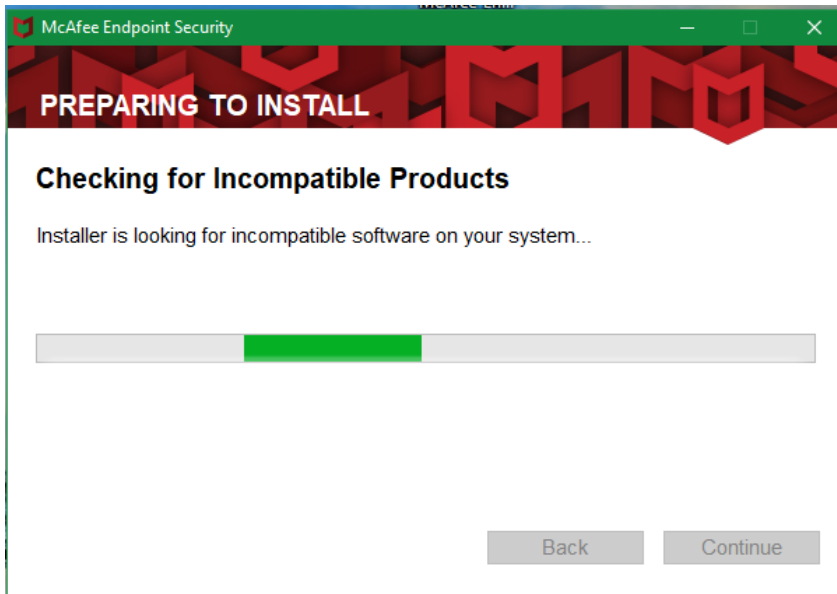 McAfee Endpoint Security
PREPARING TO INSTALL
Checking for Incompatible Products
Installer is looking for incompatible software on your system...
Back
Continue